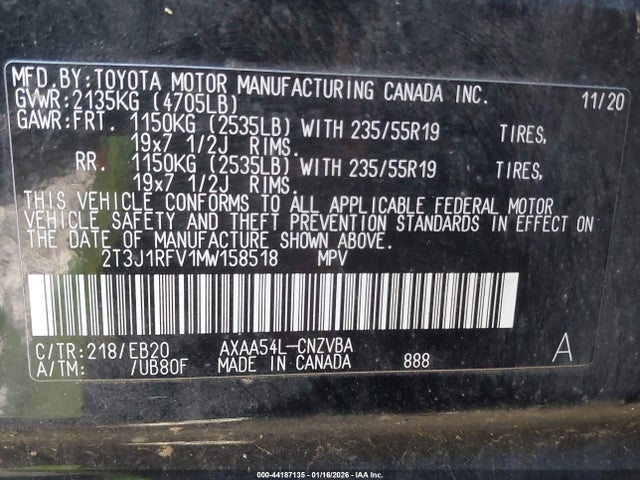 MFD. BY: TOYOTA MOTOR MANUFACTURING CANADA INC. 11/20
GVWR: 2135KG (4705LB)
GAWR: FRT. 1150KG (2535LB) WITH 235/55R19 TIRES,
19x7 1/2J RIMS.
RR. 1150KG (2535LB) WITH 235/55R19 TIRES,
19x7 1/2J RIMS.
THIS VEHICLE CONFORMS TO ALL APPLICABLE FEDERAL MOTOR
VEHICLE SAFETY AND THEFT PREVENTION STANDARDS IN EFFECT ON
THE DATE OF MANUFACTURE SHOWN ABOVE.
2T3J1RFV1MW158518 MPV
C/TR: 218/EB20 AXAA54L-CNZVBA A
A/TM: /UB80F MADE IN CANADA 888
000-44187135 - 01/16/2026 - IAA Inc.